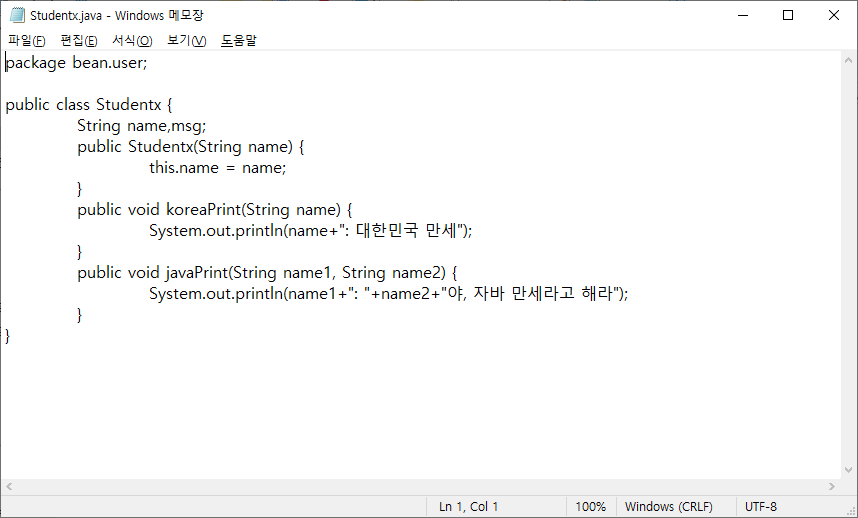 Studentx.java - Windows 메모장
파일(F) 편집(E) 서식(O) 보기(V) 도움말
package bean.user;
public class Studentx {
String name,msg;
public Studentx(String name) {
this.name = name;
}
public void koreaPrint(String name) {
System.out.println(name+": 대한민국 만세");
}
public void javaPrint(String name1, String name2) {
System.out.println(name1+": "+name2+"야, 자바 만세라고 해라");
}
}
Ln 1, Col 1 100% Windows (CRLF) UTF-8